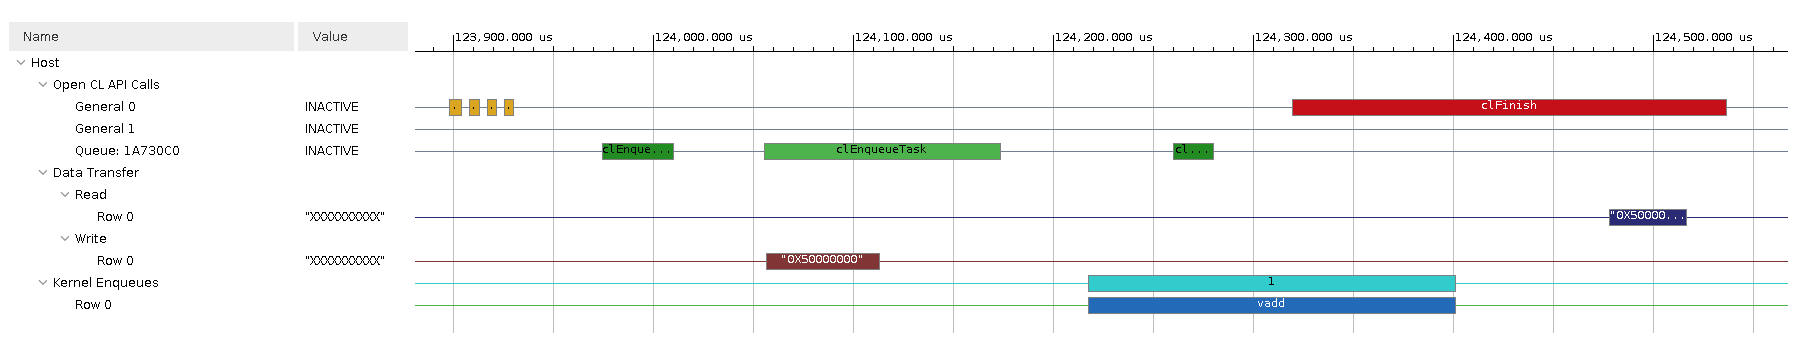 Name Value 123,900.000 us 124,000.000 us 124,100.000 us 124,200.000 us 124,300.000 us 124,400.000 us 124,500.000 us
Host
Open CL API Calls
General 0 INACTIVE . . . . clFinish
General 1 INACTIVE
Queue: 1A730C0 INACTIVE clEnque... clEnqueueTask cl...
Data Transfer
Read
Row 0 "XXXXXXXXX" "0X50000...
Write
Row 0 "XXXXXXXXX" "0X50000000"
Kernel Enqueues 1
Row 0 vadd